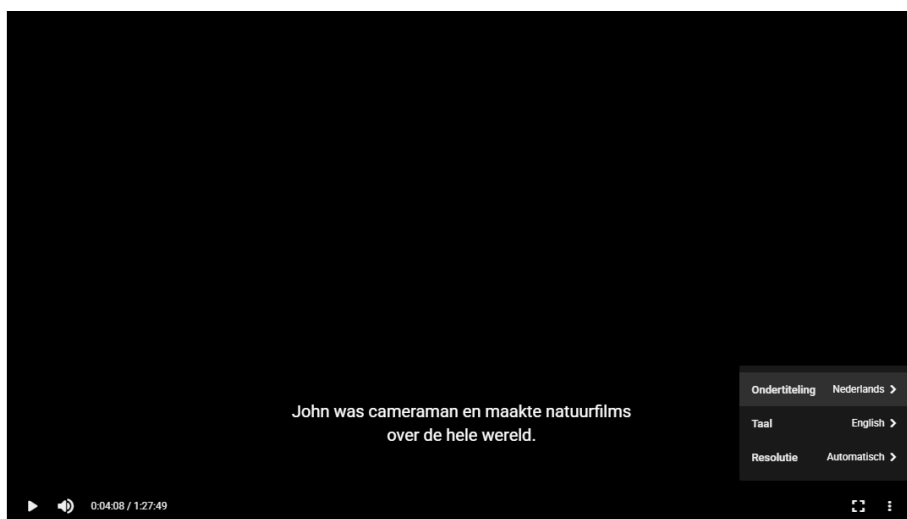 Ondertiteling Nederlands
Taal English
Resolutie Automatisch
John was cameraman en maakte natuurfilms
over de hele wereld.
0:04:08 / 1:27:49